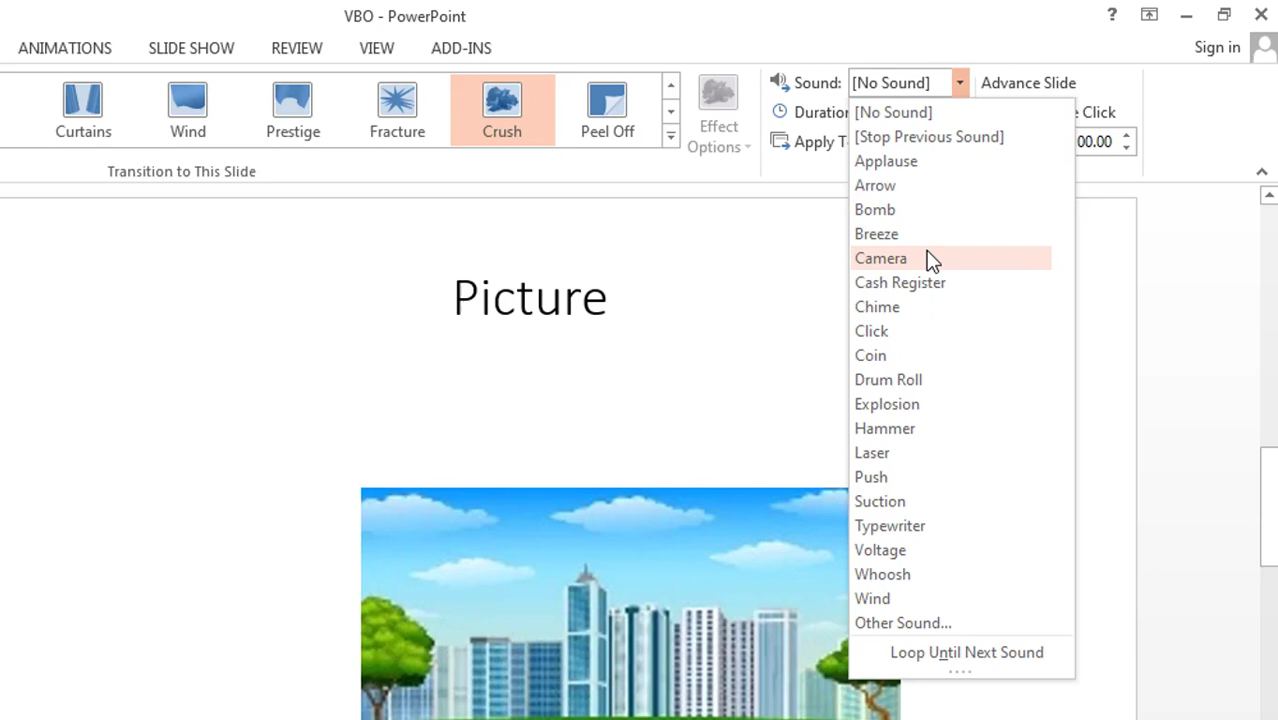 VBO - PowerPoint
?
ANIMATIONS SLIDE SHOW REVIEW VIEW ADD-INS Sign in
Curtains Wind Prestige Fracture Crush Peel Off
Effect
Options
Transition to This Slide
Sound: [No Sound] Advance Slide
Duratio
e Click
Apply T
00.00
[No Sound]
[Stop Previous Sound]
Applause
Arrow
Bomb
Breeze
Camera
Cash Register
Chime
Click
Coin
Drum Roll
Explosion
Hammer
Laser
Push
Suction
Typewriter
Voltage
Whoosh
Wind
Other Sound...
Loop Until Next Sound
Picture